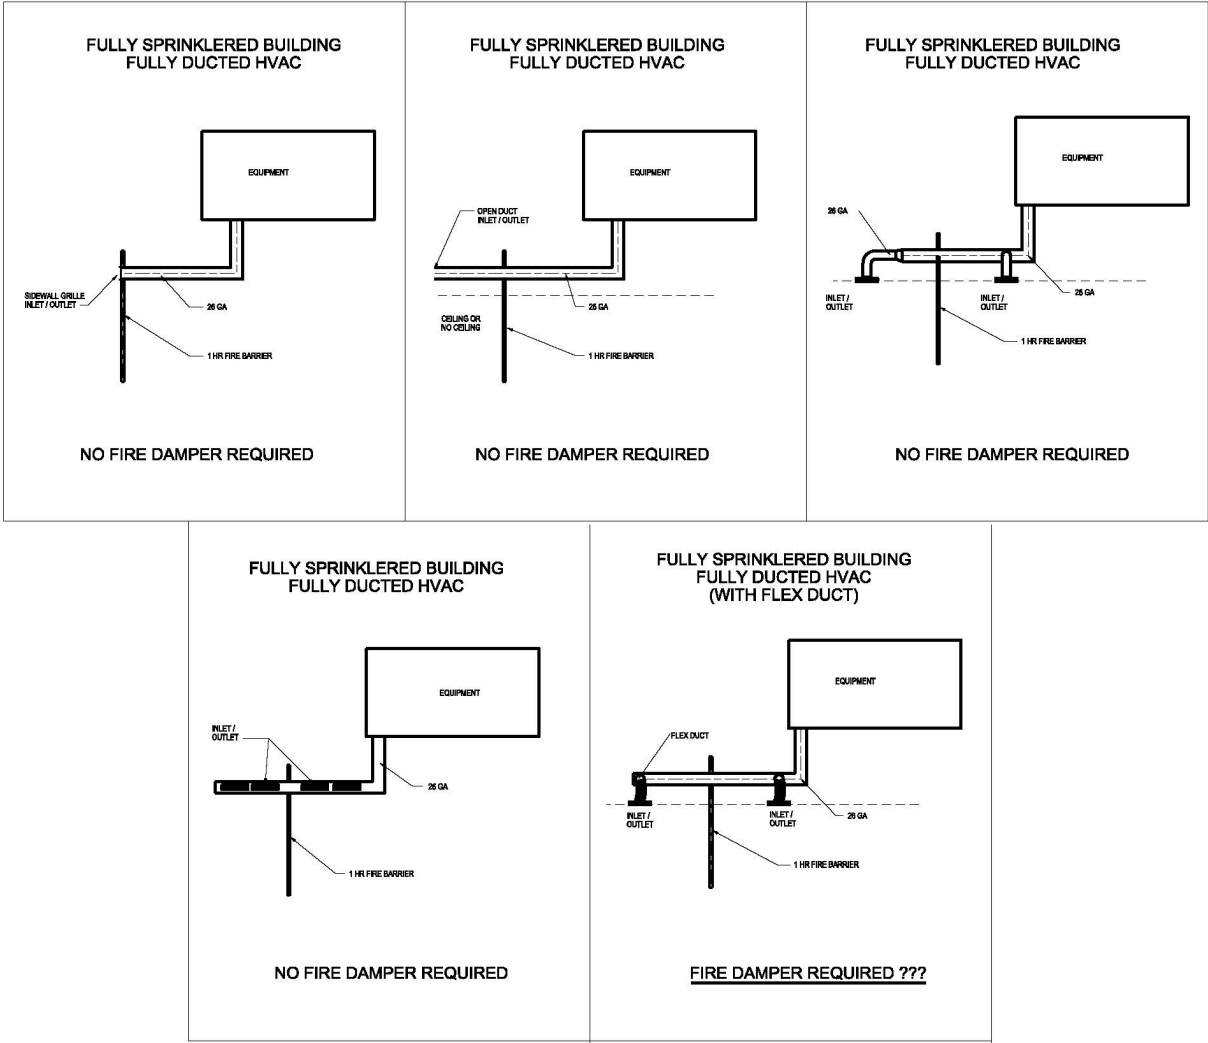 FULLY SPRINKLERED BUILDING
FULLY DUCTED HVAC
EQUIPMENT
SIDEWALL GRILLE
INLET / OUTLET
26 GA
1 HR FIRE BARRIER
NO FIRE DAMPER REQUIRED
FULLY SPRINKLERED BUILDING
FULLY DUCTED HVAC
EQUIPMENT
OPEN DUCT
INLET / OUTLET
26 GA
CEILING OR
NO CEILING
1 HR FIRE BARRIER
NO FIRE DAMPER REQUIRED
FULLY SPRINKLERED BUILDING
FULLY DUCTED HVAC
EQUIPMENT
26 GA
INLET /
OUTLET
INLET /
OUTLET
26 GA
1 HR FIRE BARRIER
NO FIRE DAMPER REQUIRED
FULLY SPRINKLERED BUILDING
FULLY DUCTED HVAC
EQUIPMENT
INLET /
OUTLET
26 GA
1 HR FIRE BARRIER
NO FIRE DAMPER REQUIRED
FULLY SPRINKLERED BUILDING
FULLY DUCTED HVAC
(WITH FLEX DUCT)
EQUIPMENT
FLEX DUCT
INLET /
OUTLET
INLET /
OUTLET
26 GA
1 HR FIRE BARRIER
FIRE DAMPER REQUIRED ???